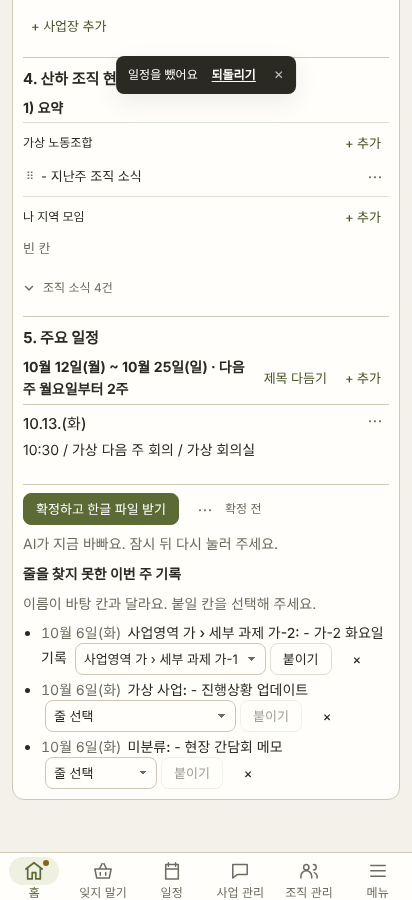 + 사업장 추가
4. 산하 조직 현
일정을 뺐어요 되돌리기 ×
1) 요약
가상 노동조합 + 추가
- 지난주 조직 소식 ...
나 지역 모임 + 추가
빈 칸
조직 소식 4건
5. 주요 일정
10월 12일(월) ~ 10월 25일(일) · 다음
주 월요일부터 2주
제목 다듬기 + 추가
10.13.(화) ...
10:30 / 가상 다음 주 회의 / 가상 회의실
확정하고 한글 파일 받기 ... 확정 전
AI가 지금 바빠요. 잠시 뒤 다시 눌러 주세요.
줄을 찾지 못한 이번 주 기록
이름이 바탕 칸과 달라요. 붙일 칸을 선택해 주세요.
• 10월 6일(화) 사업영역 가 › 세부 과제 가-2: - 가-2 화요일
기록 사업영역 가 › 세부 과제 가-1 붙이기 ×
• 10월 6일(화) 가상 사업: - 진행상황 업데이트
줄 선택 붙이기 ×
• 10월 6일(화) 미분류: - 현장 간담회 메모
줄 선택 붙이기 ×
홈 잊지 말기 일정 사업 관리 조직 관리 메뉴